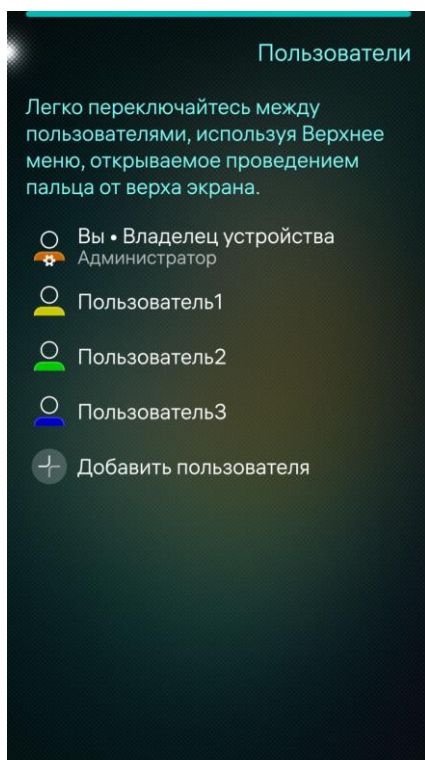 Пользователи
Легко переключайтесь между
пользователями, используя Верхнее
меню, открываемое проведением
пальца от верха экрана.
Вы • Владелец устройства
Администратор
Пользователь1
Пользователь2
Пользователь3
Добавить пользователя